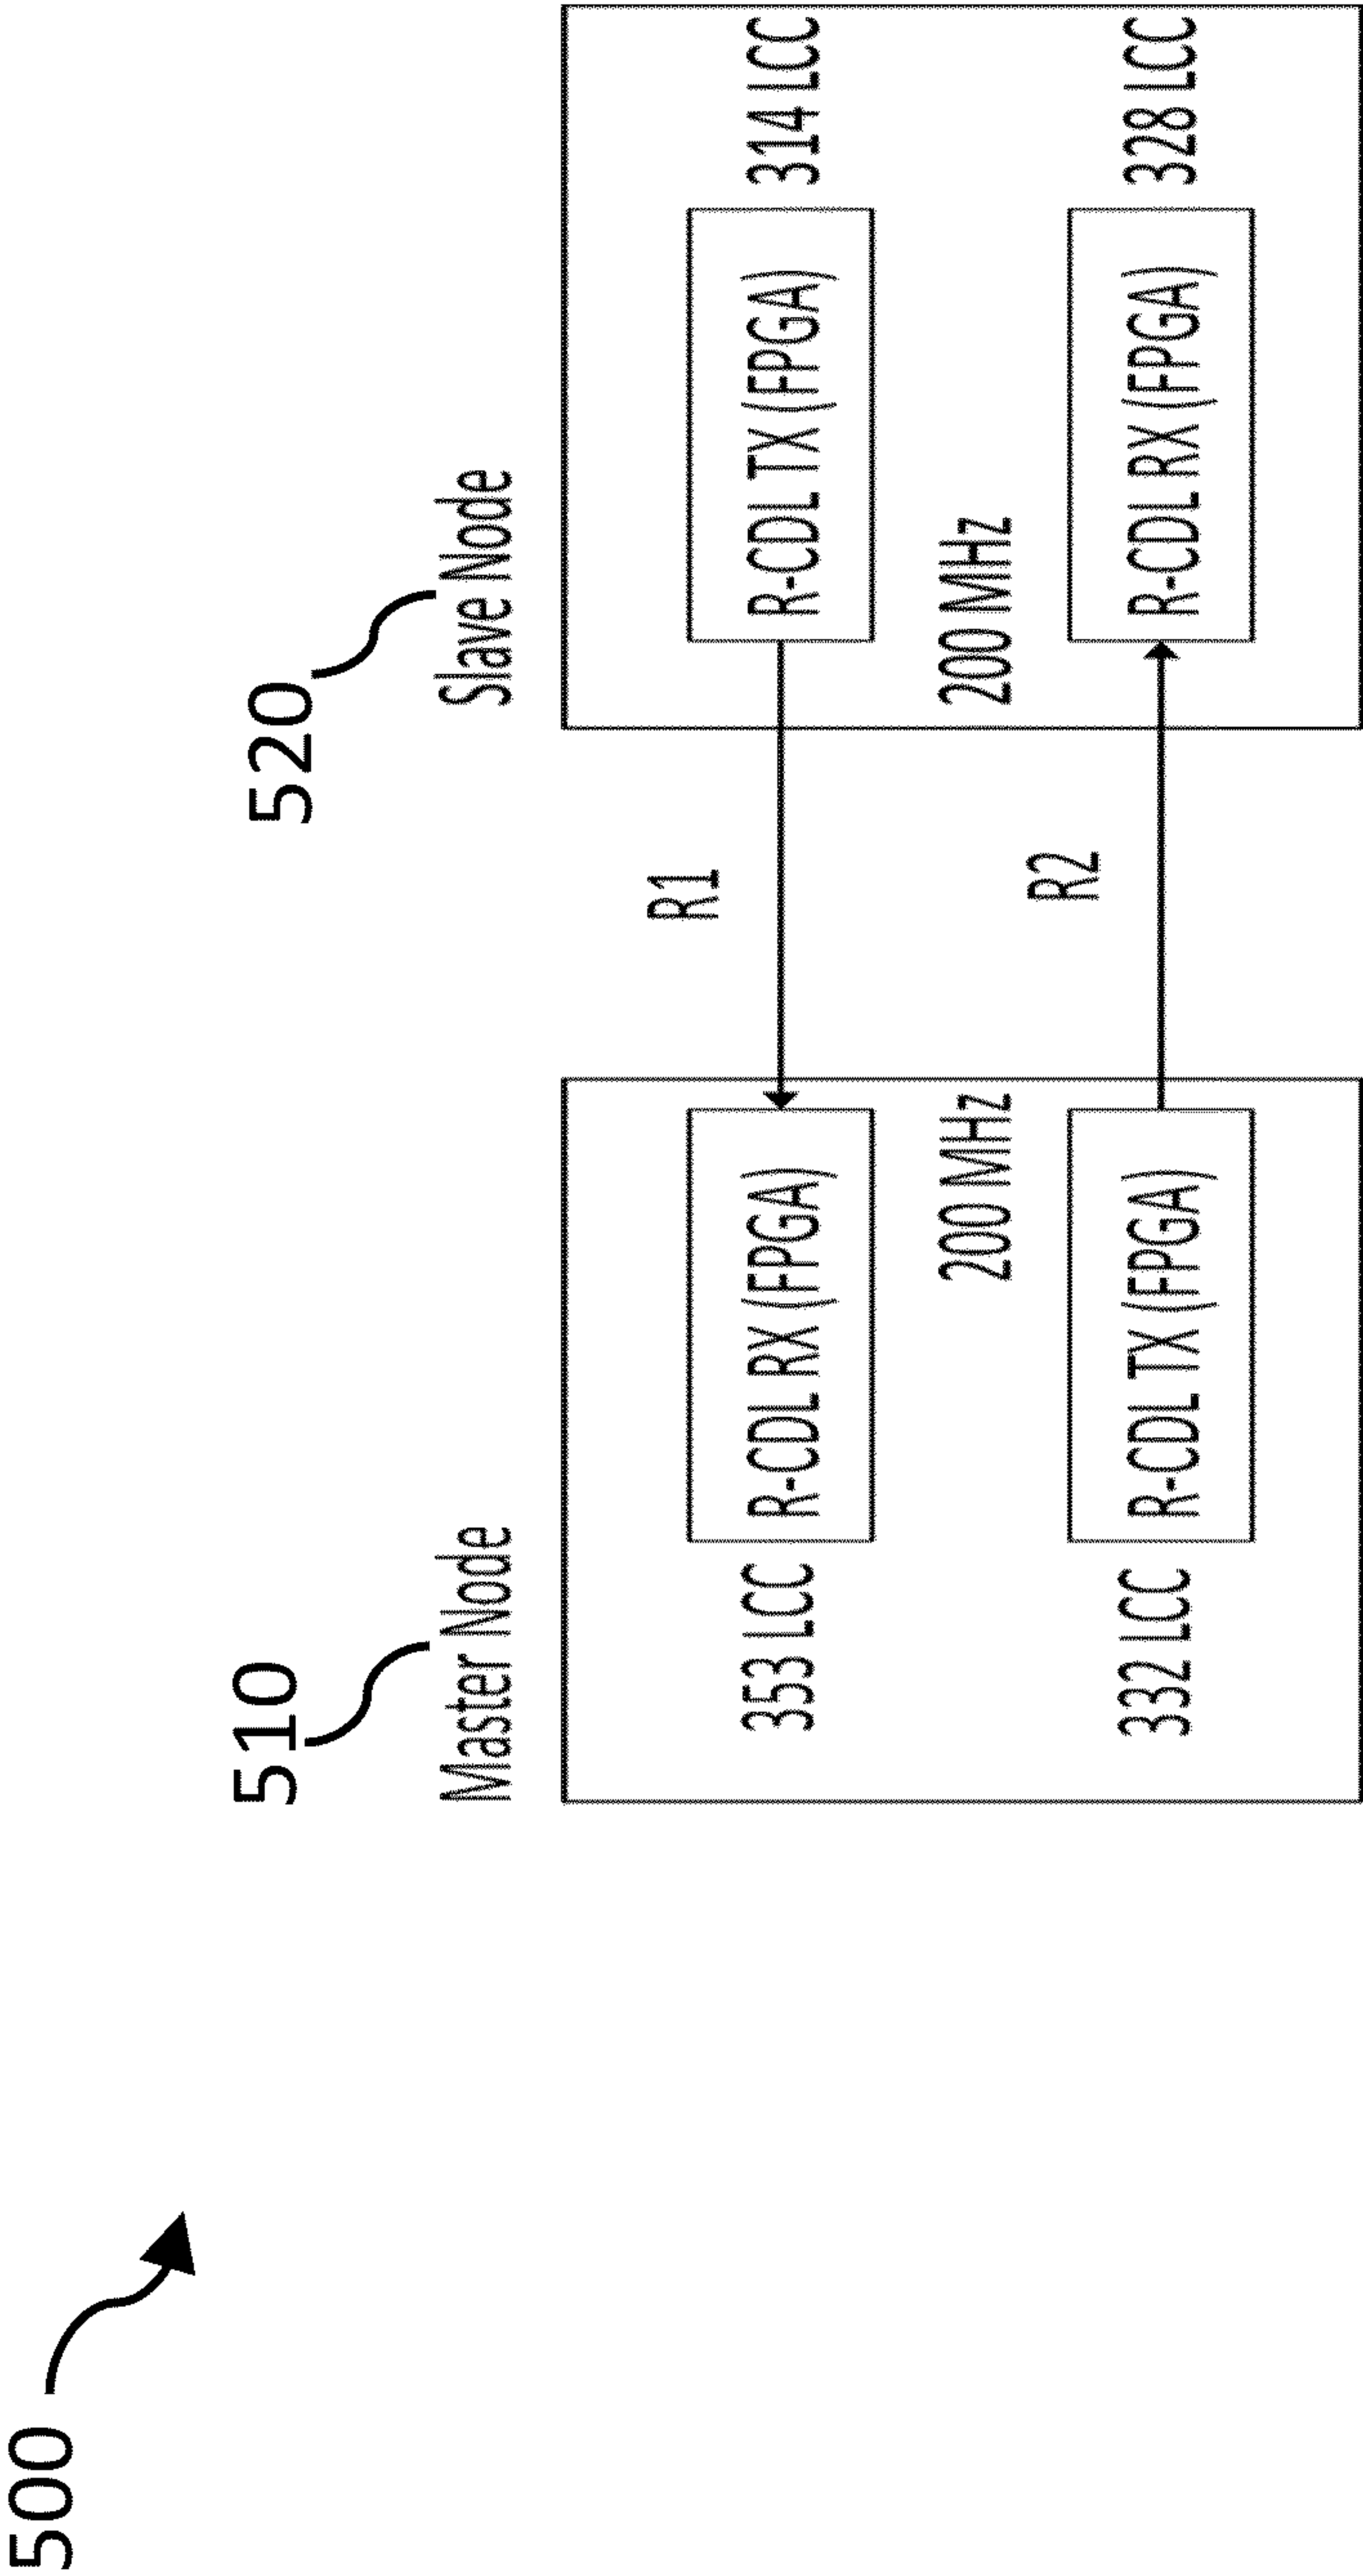 500
510
520
Master Node
Slave Node
R1
353 LCC
R-CDL RX (FPGA)
R-CDL TX (FPGA)
314 LCC
200 MHz
200 MHz
R2
332 LCC
R-CDL TX (FPGA)
R-CDL RX (FPGA)
328 LCC